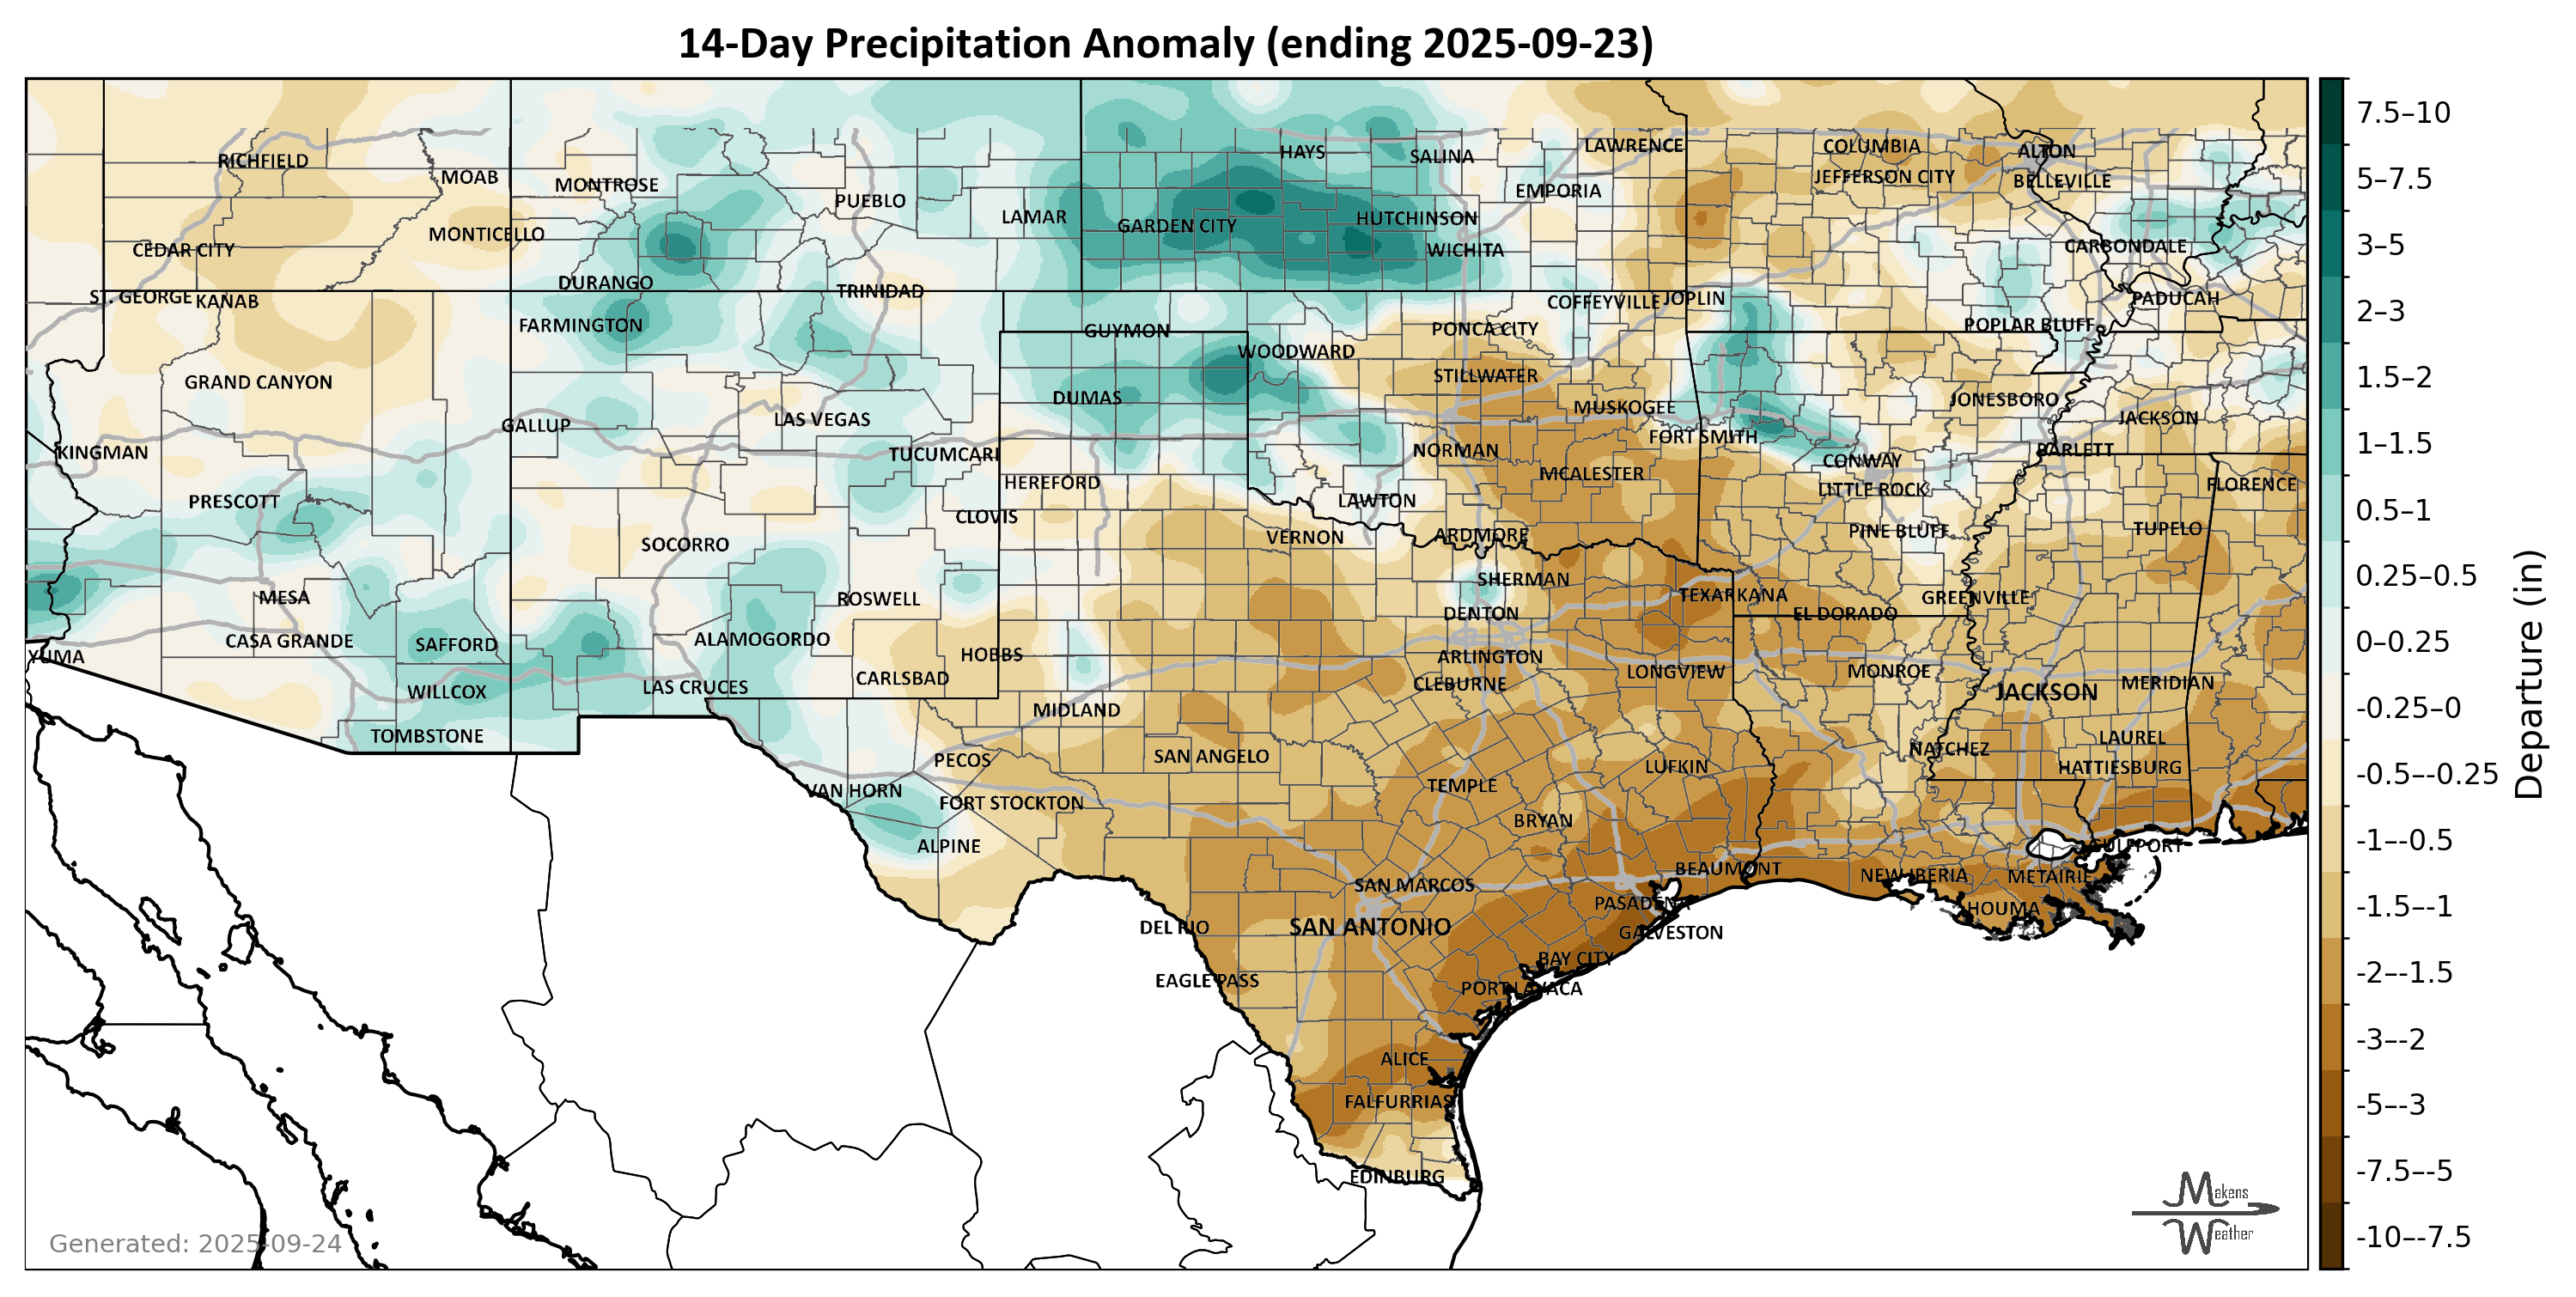 14-Day Precipitation Anomaly (ending 2025-09-23)
HAYS
SALINA
LAWRENCE
COLUMBIA
ALTON
RICHFIELD
MOAB
MONTROSE
PUEBLO
LAMAR
EMPORIA
JEFFERSON CITY
BELLEVILLE
GARDEN CITY
HUTCHINSON
MONTICELLO
CEDAR CITY
WICHITA
CARBONDALE
DURANGO
TRINIDAD
ST. GEORGE
KANAB
COFFEYVILLE
JOPLIN
PADUCAH
FARMINGTON
GUYMON
PONCA CITY
POPLAR BLUFF
WOODWARD
GRAND CANYON
STILLWATER
DUMAS
MUSKOGEE
JONESBORO
JACKSON
GALLUP
LAS VEGAS
FORT SMITH
KINGMAN
TUCUMCARI
NORMAN
BARLETT
CONWAY
MCALESTER
HEREFORD
LITTLE ROCK
FLORENCE
PRESCOTT
LAWTON
CLOVIS
PINE BLUFF
TUPELO
SOCORRO
VERNON
ARDMORE
SHERMAN
MESA
ROSWELL
TEXARKANA
GREENVILLE
DENTON
EL DORADO
CASA GRANDE
SAFFORD
ALAMOGORDO
YUMA
HOBBS
ARLINGTON
LONGVIEW
MONROE
CARLSBAD
CLEBURNE
MERIDIAN
WILLCOX
LAS CRUCES
JACKSON
MIDLAND
TOMBSTONE
NATCHEZ
LAUREL
SAN ANGELO
PECOS
LUFKIN
HATTIESBURG
VAN HORN
FORT STOCKTON
TEMPLE
BRYAN
ALPINE
GULFPORT
BEAUMONT
SAN MARCOS
NEW IBERIA
METAIRIE
PASADENA
HOUMA
DEL RIO
SAN ANTONIO
GALVESTON
BAY CITY
EAGLE PASS
PORT LAVACA
ALICE
FALFURRIAS
EDINBURG
Generated: 2025-09-24
Makens
Weather
7.5–10
5–7.5
3–5
2–3
1.5–2
1–1.5
0.5–1
0.25–0.5
0–0.25
-0.25–0
-0.5–-0.25
-1–-0.5
-1.5–-1
-2–-1.5
-3–-2
-5–-3
-7.5–-5
-10–-7.5
Departure (in)